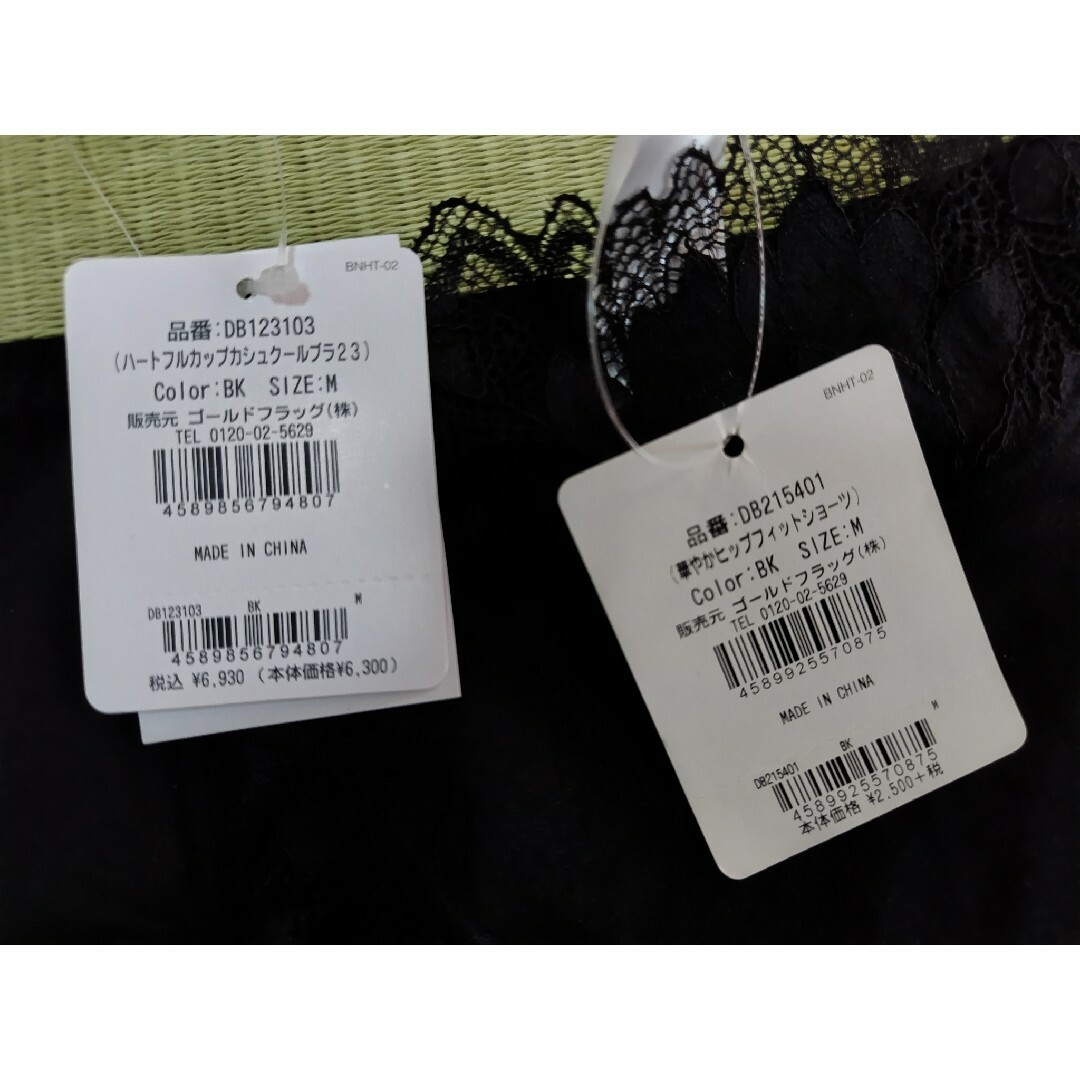 BNHT-02
品番:DB123103
(ハートフルカップカシュクールブラ23)
Color:BK SIZE:M
販売元 ゴールドフラッグ(株)
TEL 0120-02-5629
4589856794807
MADE IN CHINA
DB123103 BK M
4589856794807
税込 ¥6,930 (本体価格¥6,300)
BNHT-02
品番:DB215401
(華やかヒップフィットショーツ)
Color:BK SIZE:M
販売元 ゴールドフラッグ(株)
TEL 0120-02-5629
4589925570875
MADE IN CHINA
DB215401 BK M
4589925570875
本体価格 ¥2,500+税